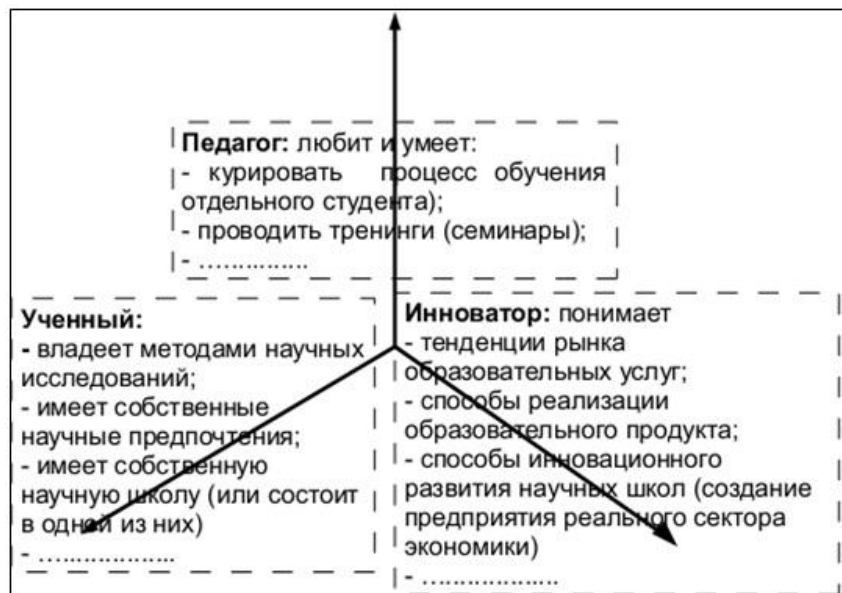 Педагог: любит и умеет:
- курировать процесс обучения
отдельного студента);
- проводить тренинги (семинары);
- ……………
Ученный:
- владеет методами научных
исследований;
- имеет собственные
научные предпочтения;
- имеет собственную
научную школу (или состоит
в одной из них)
- ………………
Инноватор: понимает
- тенденции рынка
образовательных услуг;
- способы реализации
образовательного продукта;
- способы инновационного
развития научных школ (создание
предприятия реального сектора
экономики)
- ………………